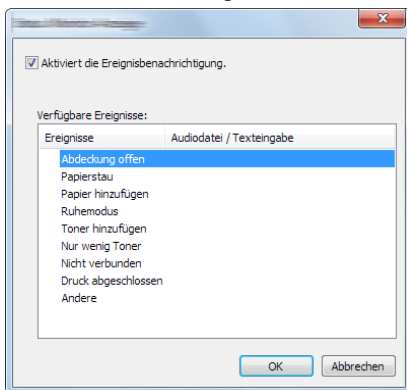 Aktiviert die Ereignisbenachrichtigung.
Verfügbare Ereignisse:
Ereignisse Audiodatei / Texteingabe
Abdeckung offen
Papierstau
Papier hinzufügen
Ruhemodus
Toner hinzufügen
Nur wenig Toner
Nicht verbunden
Druck abgeschlossen
Andere
OK Abbrechen